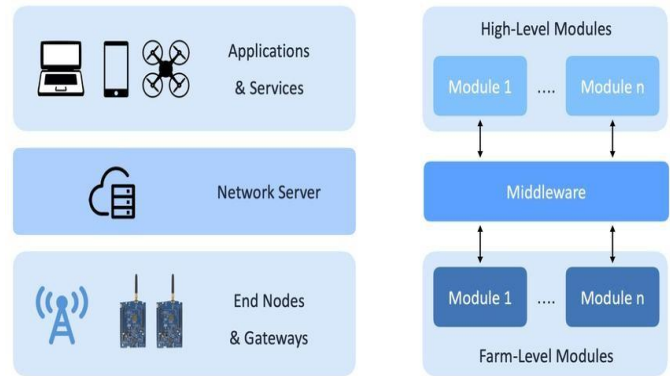 Applications
& Services
Network Server
End Nodes
& Gateways
High-Level Modules
Module 1 .... Module n
Middleware
Module 1 .... Module n
Farm-Level Modules